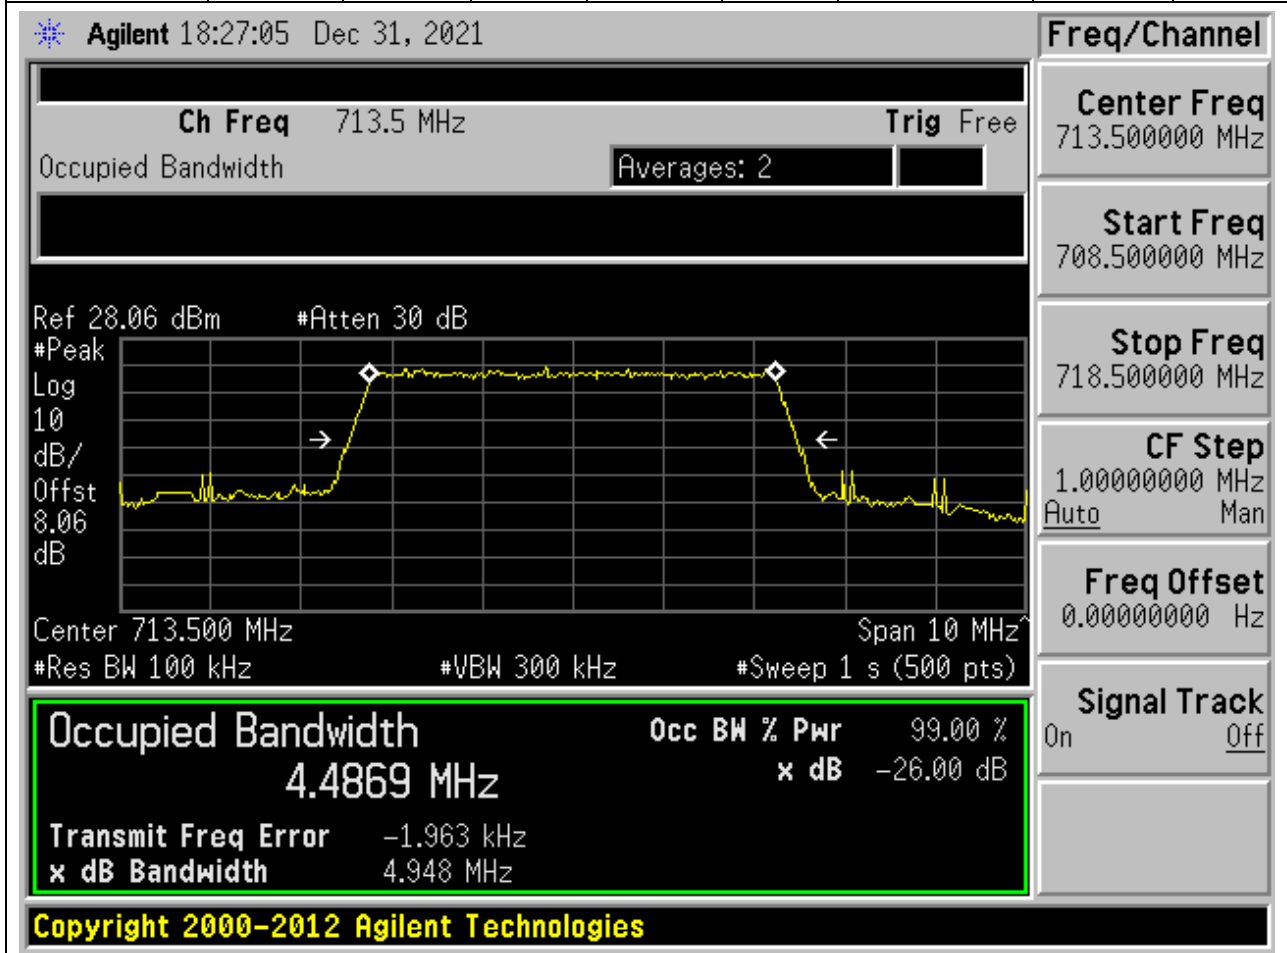 Agilent 18:27:05 Dec 31, 2021
Freq/Channel
Ch Freq 713.5 MHz Trig Free
Occupied Bandwidth Averages: 2
Center Freq
713.500000 MHz
Start Freq
708.500000 MHz
Stop Freq
718.500000 MHz
CF Step
1.00000000 MHz
Auto Man
Freq Offset
0.00000000 Hz
Signal Track
On Off
Ref 28.06 dBm #Atten 30 dB
#Peak
Log
10
dB/
Offst
8.06
dB
Center 713.500 MHz Span 10 MHz^
#Res BW 100 kHz #VBW 300 kHz #Sweep 1 s (500 pts)
Occupied Bandwidth Occ BW % Pwr 99.00 %
4.4869 MHz x dB -26.00 dB
Transmit Freq Error -1.963 kHz
x dB Bandwidth 4.948 MHz
Copyright 2000-2012 Agilent Technologies